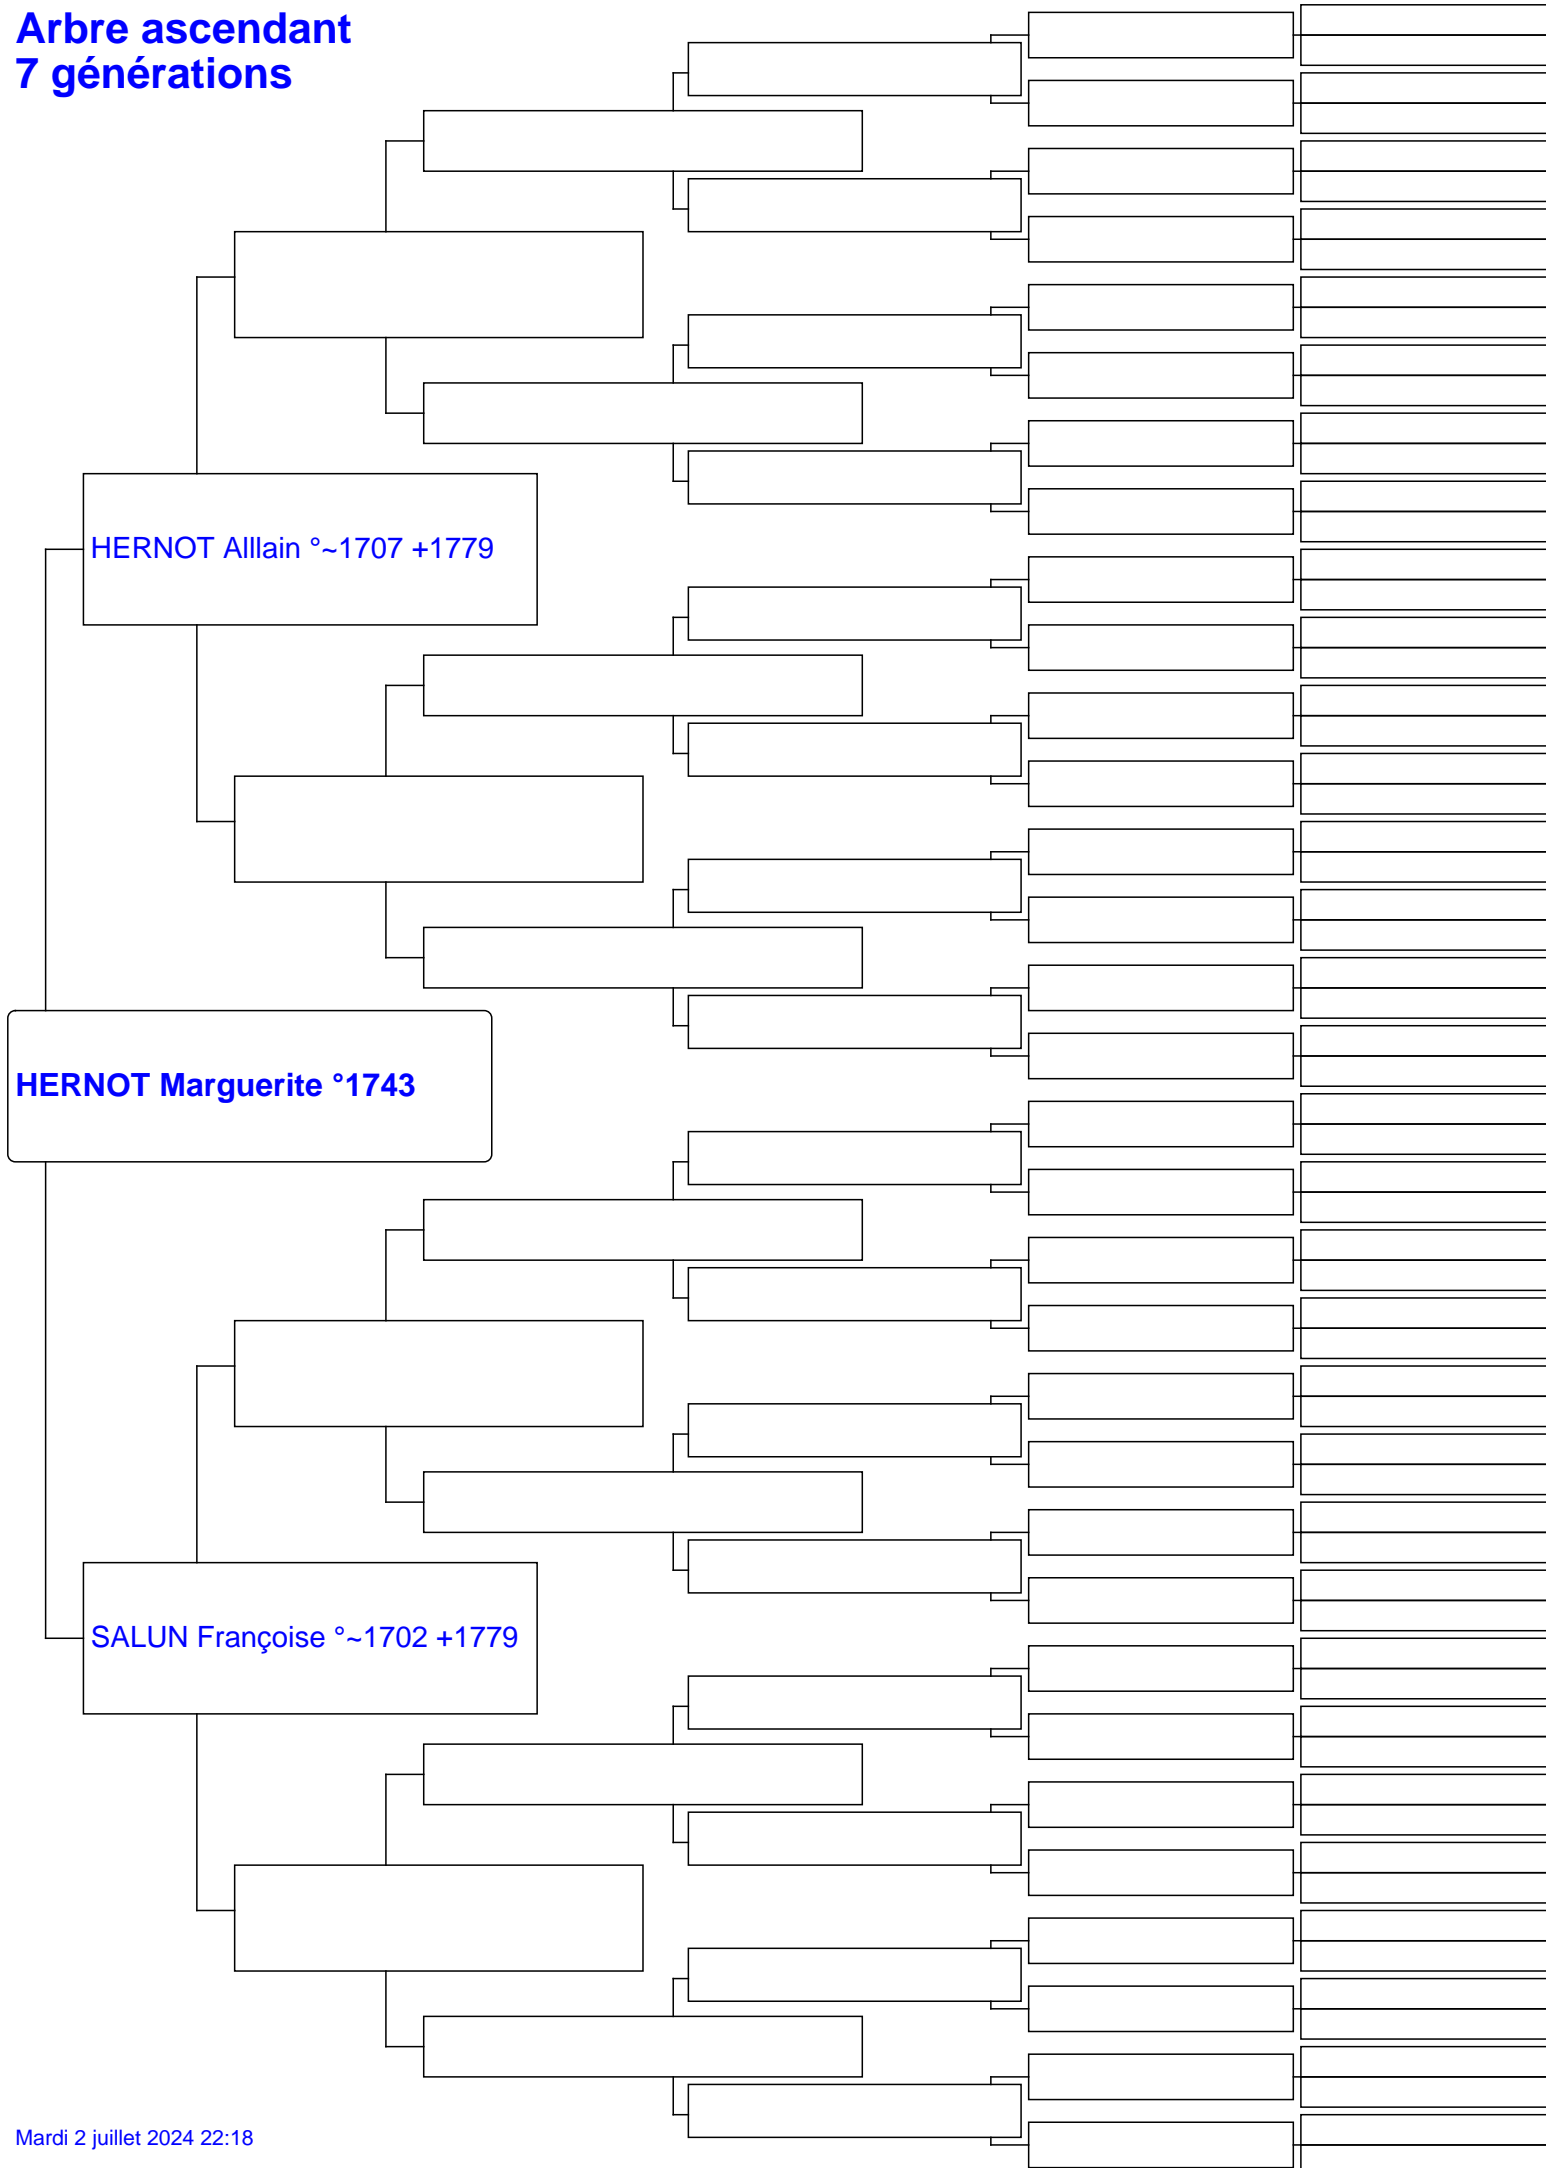 Arbre ascendant
7 générations
HERNOT Alllain °~1707 +1779
HERNOT Marguerite °1743
SALUN Françoise °~1702 +1779
Mardi 2 juillet 2024 22:18